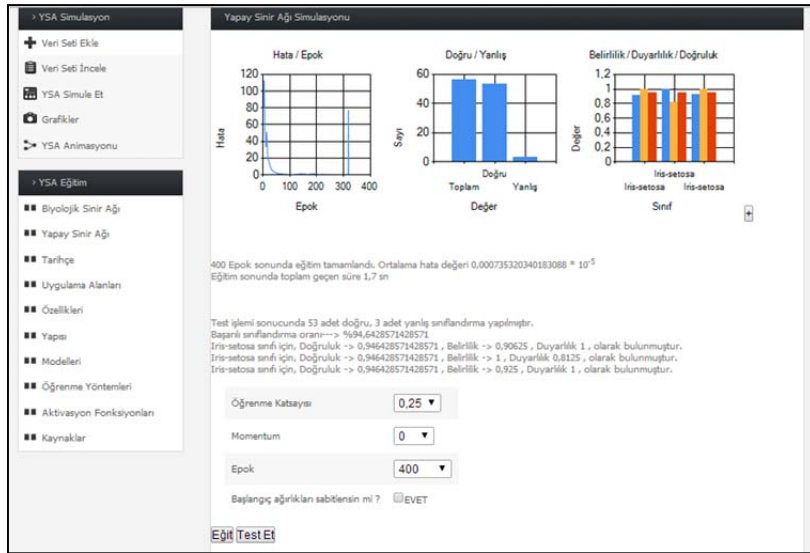 > YSA Simulasyon
Veri Seti Ekle
Veri Seti İncele
YSA Simule Et
Grafikler
YSA Animasyonu
> YSA Eğitim
Biyolojik Sinir Ağı
Yapay Sinir Ağı
Tarihçe
Uygulama Alanları
Özellikleri
Yapısı
Modelleri
Öğrenme Yöntemleri
Aktivasyon Fonksiyonları
Kaynaklar
Yapay Sinir Ağı Simulasyonu
Hata / Epok
120
100
80
60
40
20
0
Hata
0 100 200 300 400
Epok
Doğru / Yanlış
60
40
20
0
Sayı
Doğru
Toplam Yanlış
Değer
Belirlilik / Duyarlılık / Doğruluk
1,2
1
0,8
0,6
0,4
0,2
0
Değer
Iris-setosa
Iris-setosa Iris-setosa
Sınıf
+
400 Epok sonunda eğitim tamamlandı. Ortalama hata değeri 0,000735320340183088 * 10-5
Eğitim sonunda toplam geçen süre 1,7 sn
Test işlemi sonucunda 53 adet doğru, 3 adet yanlış sınıflandırma yapılmıştır.
Başarılı sınıflandırma oranı---> %94,6428571428571
Iris-setosa sınıfı için, Doğruluk -> 0,946428571428571 , Belirlilik -> 0,90625 , Duyarlılık 1 , olarak bulunmuştur.
Iris-setosa sınıfı için, Doğruluk -> 0,946428571428571 , Belirlilik -> 1 , Duyarlılık 0,8125 , olarak bulunmuştur.
Iris-setosa sınıfı için, Doğruluk -> 0,946428571428571 , Belirlilik -> 0,925 , Duyarlılık 1 , olarak bulunmuştur.
Öğrenme Katsayısı 0,25
Momentum 0
Epok 400
Başlangıç ağırlıkları sabitlensin mi ? EVET
Eğit Test Et